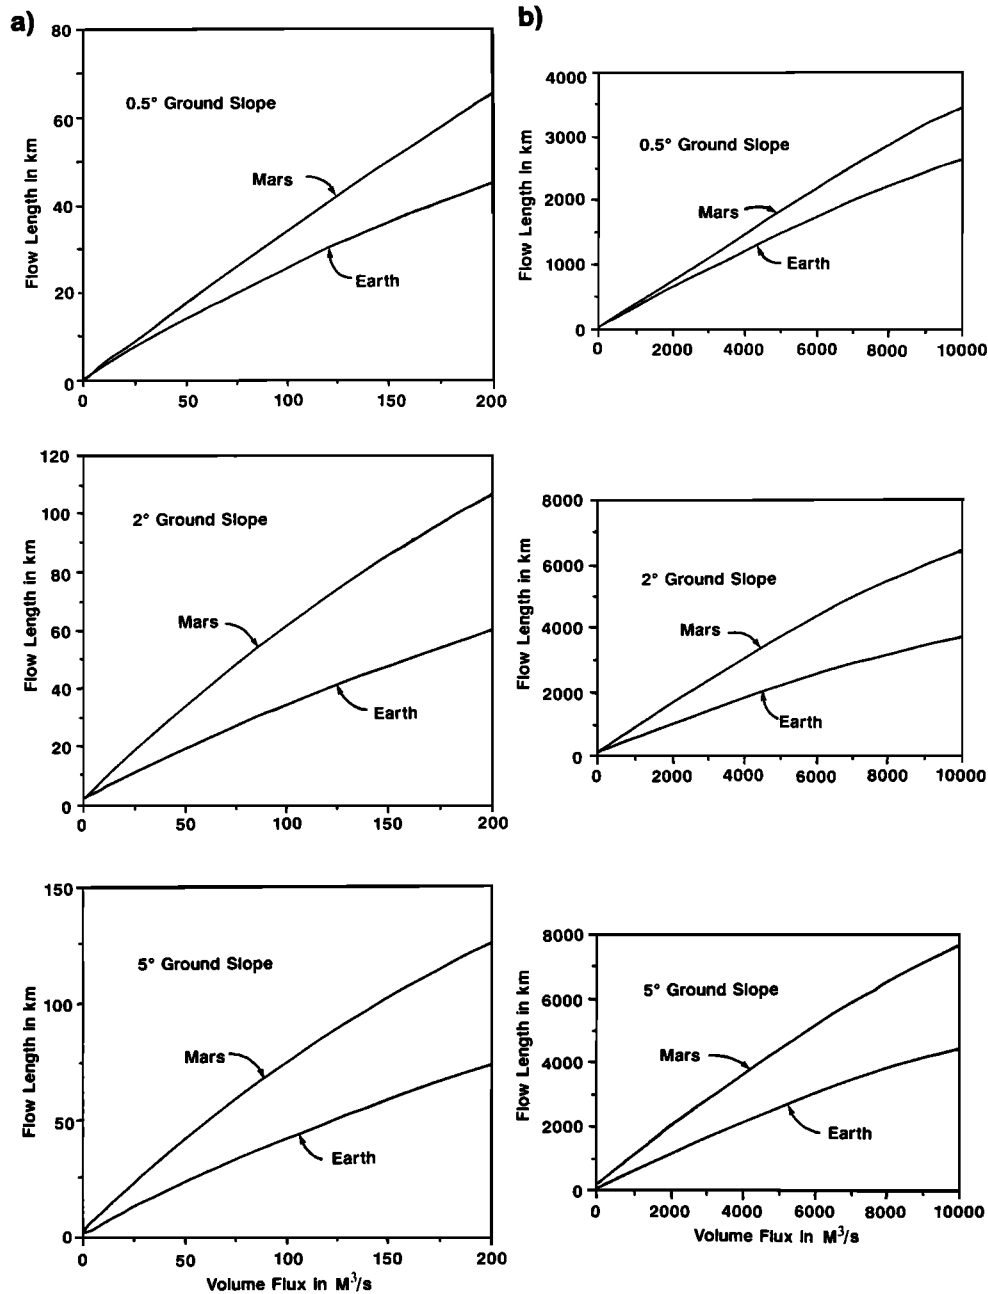 a)
80
60
40
20
0
Flow Length in km
0.5° Ground Slope
Mars
Earth
0 50 100 150 200
b)
4000
3000
2000
1000
0
Flow Length in km
0.5° Ground Slope
Mars
Earth
0 2000 4000 6000 8000 10000
120
100
80
60
40
20
0
Flow Length in km
2° Ground Slope
Mars
Earth
0 50 100 150 200
8000
6000
4000
2000
0
Flow Length in km
2° Ground Slope
Mars
Earth
0 2000 4000 6000 8000 10000
150
100
50
0
Flow Length in km
5° Ground Slope
Mars
Earth
0 50 100 150 200
Volume Flux in M³/s
8000
6000
4000
2000
0
Flow Length in km
5° Ground Slope
Mars
Earth
0 2000 4000 6000 8000 10000
Volume Flux in M³/s